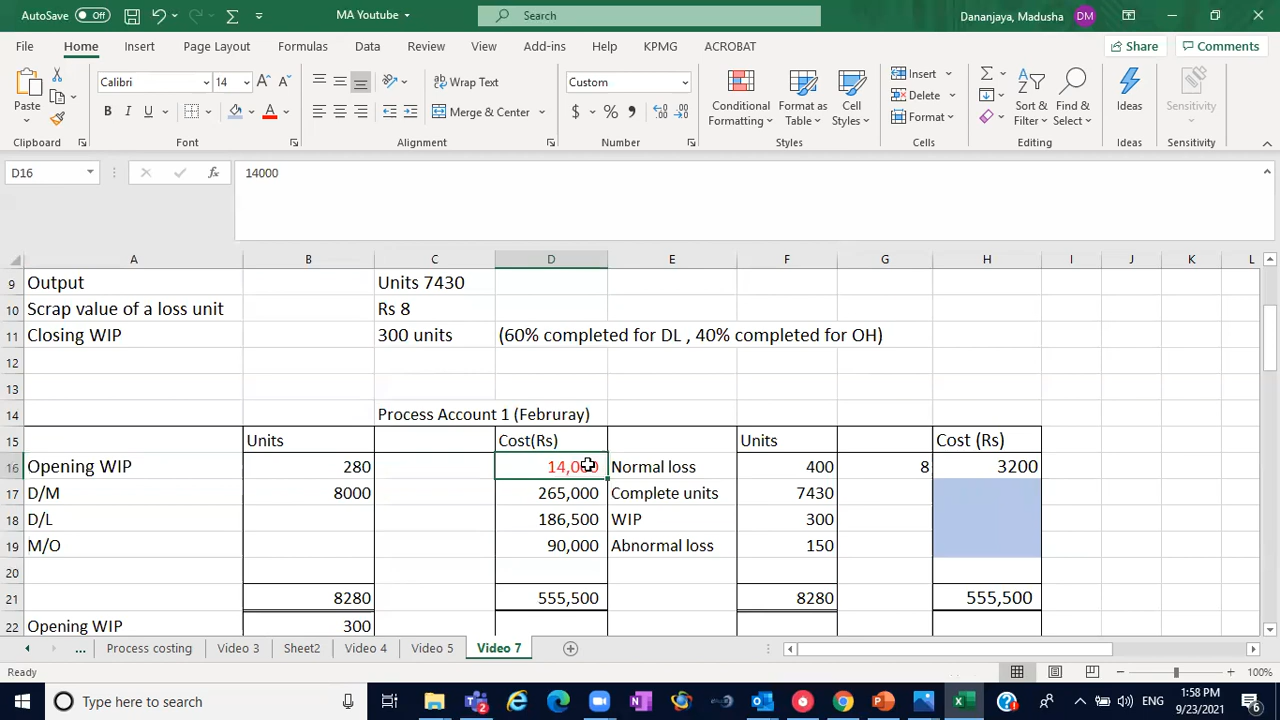 AutoSave Off MA Youtube Search Dananjaya, Madusha DM
File Home Insert Page Layout Formulas Data Review View Add-ins Help KPMG ACROBAT Share Comments
Calibri 14 Wrap Text Custom Insert
Paste Merge & Center Conditional Formatting Format as Table Cell Styles Delete Format Sort & Filter Find & Select Ideas Sensitivity
Clipboard Font Alignment Number Styles Cells Editing Ideas Sensitivity
D16 14000
A B C D E F G H I J K L
9 Output Units 7430
10 Scrap value of a loss unit Rs 8
11 Closing WIP 300 units (60% completed for DL , 40% completed for OH)
12
13
14 Process Account 1 (Februray)
15 Units Cost(Rs) Units Cost (Rs)
16 Opening WIP 280 14,000 Normal loss 400 8 3200
17 D/M 8000 265,000 Complete units 7430
18 D/L 186,500 WIP 300
19 M/O 90,000 Abnormal loss 150
20
21 8280 555,500 8280 555,500
22 Opening WIP 300
... Process costing Video 3 Sheet2 Video 4 Video 5 Video 7
Ready 100%
Type here to search ENG 1:58 PM 9/23/2021 6